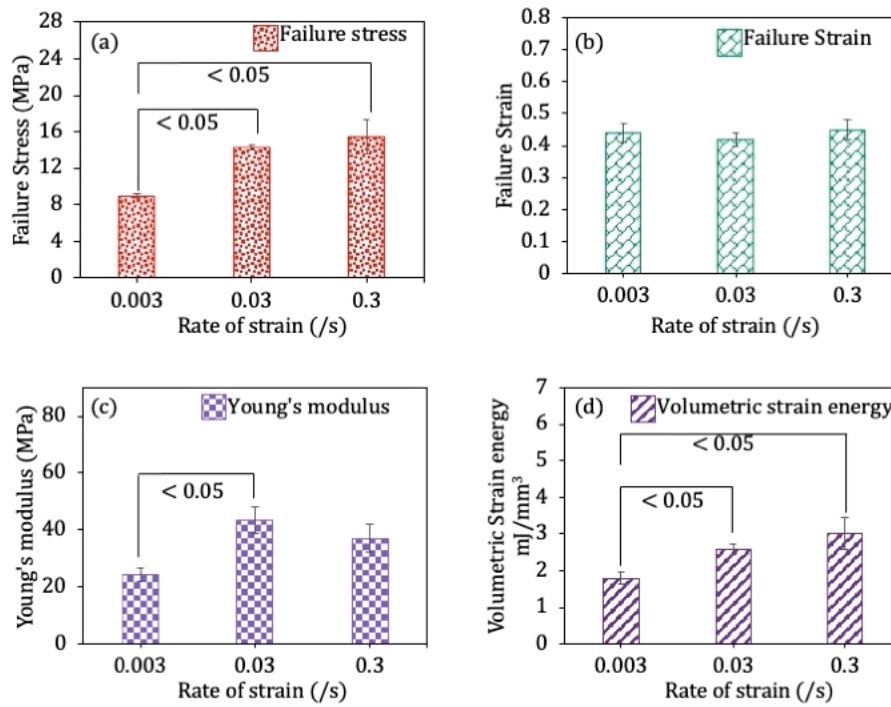 (a)
Failure stress
Failure Stress (MPa)
28
24
20
16
12
8
4
0
< 0.05
< 0.05
0.003
0.03
0.3
Rate of strain (/s)
(b)
Failure Strain
Failure Strain
0.8
0.7
0.6
0.5
0.4
0.3
0.2
0.1
0
0.003
0.03
0.3
Rate of strain (/s)
(c)
Young's modulus
Young's modulus (MPa)
80
60
40
20
0
< 0.05
0.003
0.03
0.3
Rate of strain (/s)
(d)
Volumetric strain energy
Volumetric Strain energy
mJ/mm³
7
6
5
4
3
2
1
0
< 0.05
< 0.05
0.003
0.03
0.3
Rate of strain (/s)